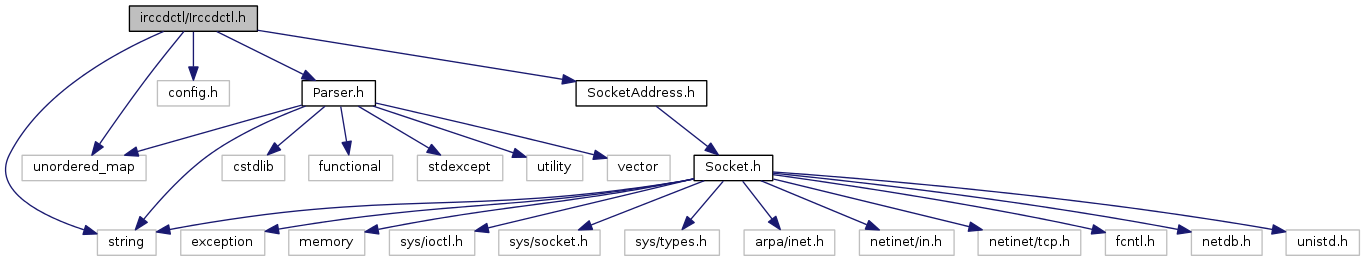 irccdctl/Irccdctl.h
config.h
Parser.h
SocketAddress.h
unordered_map
cstdlib
functional
stdexcept
utility
vector
Socket.h
string
exception
memory
sys/ioctl.h
sys/socket.h
sys/types.h
arpa/inet.h
netinet/in.h
netinet/tcp.h
fcntl.h
netdb.h
unistd.h